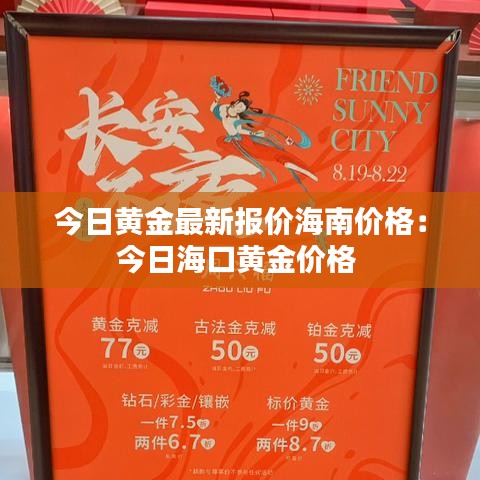 FRIEND
SUNNY
CITY
8.19-8.22
长安
今日黄金最新报价海南价格：
今日海口黄金价格
ZHOU LIU FU
黄金克减 古法金克减 铂金克减
77元 50元 50元
钻石/彩金/镶嵌 标价黄金
一件7.5折 一件9折
两件6.7折 两件8.7折